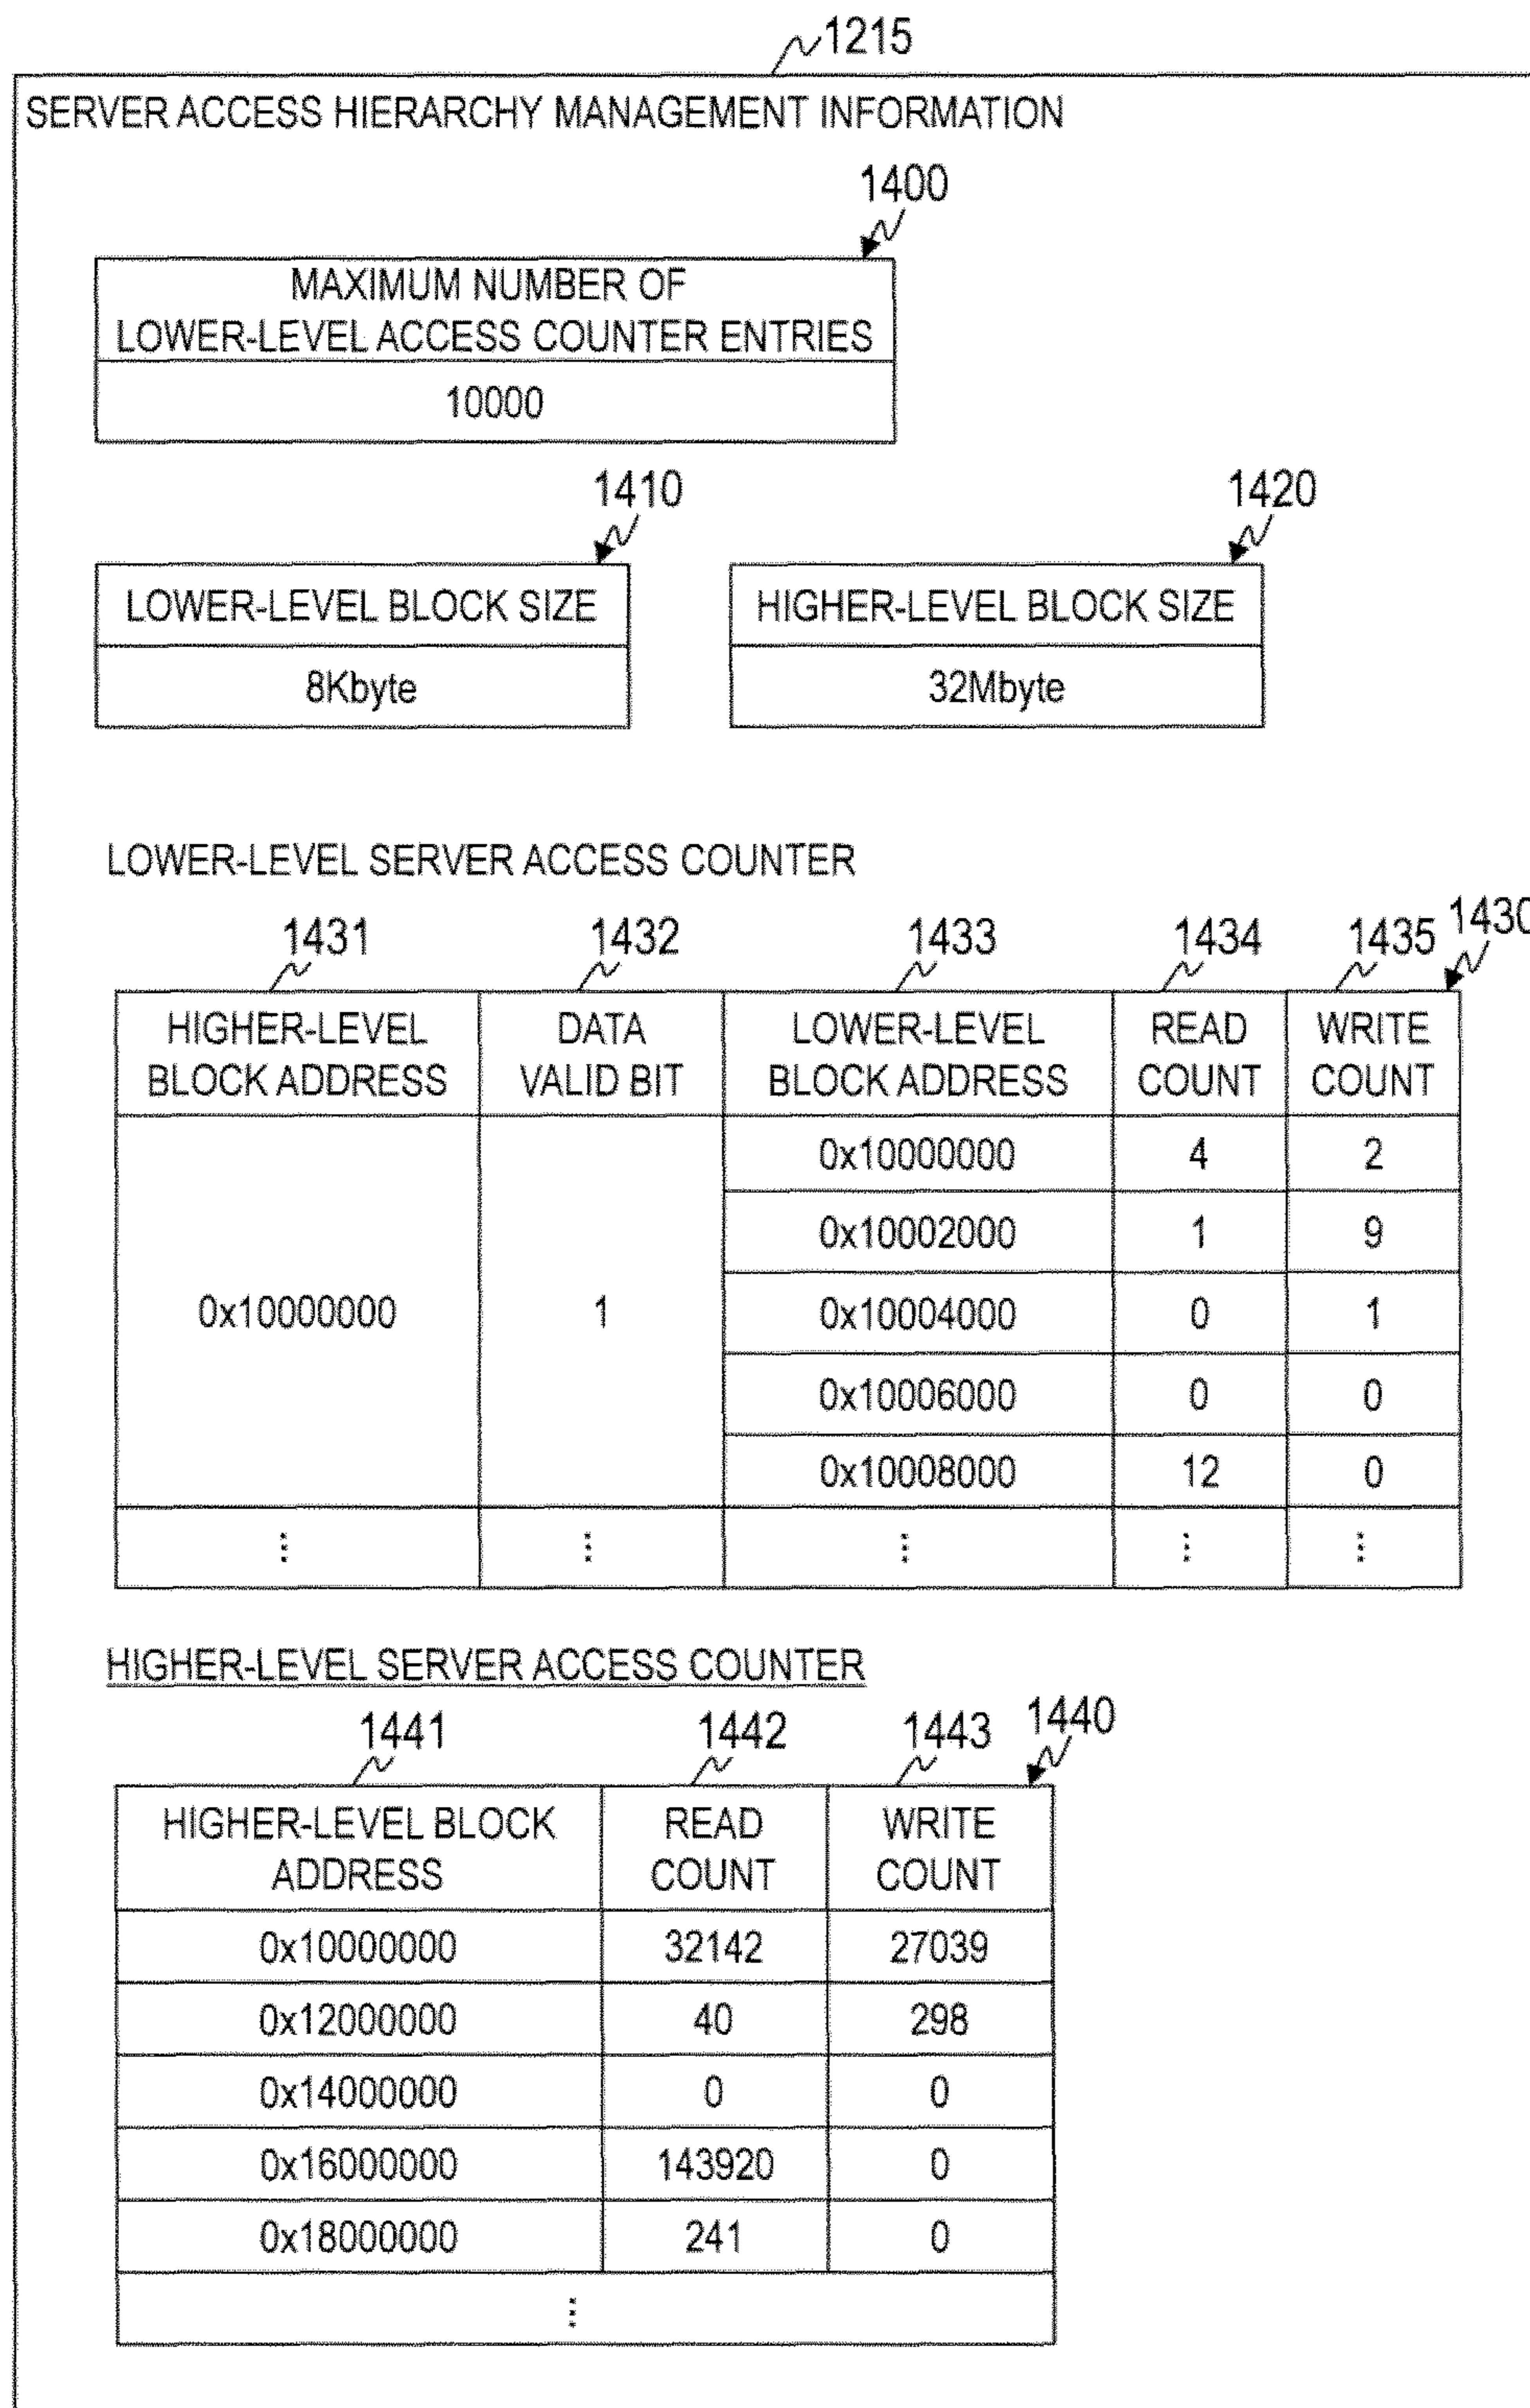 1215
SERVER ACCESS HIERARCHY MANAGEMENT INFORMATION
1400
MAXIMUM NUMBER OF
LOWER-LEVEL ACCESS COUNTER ENTRIES
10000
1410 1420
LOWER-LEVEL BLOCK SIZE HIGHER-LEVEL BLOCK SIZE
8Kbyte 32Mbyte
LOWER-LEVEL SERVER ACCESS COUNTER
1431 1432 1433 1434 1435 1430
HIGHER-LEVEL DATA LOWER-LEVEL READ WRITE
BLOCK ADDRESS VALID BIT BLOCK ADDRESS COUNT COUNT
0x10000000 4 2
0x10002000 1 9
0x10000000 1 0x10004000 0 1
0x10006000 0 0
0x10008000 12 0
⋮ ⋮ ⋮ ⋮ ⋮
HIGHER-LEVEL SERVER ACCESS COUNTER
1441 1442 1443 1440
HIGHER-LEVEL BLOCK READ WRITE
ADDRESS COUNT COUNT
0x10000000 32142 27039
0x12000000 40 298
0x14000000 0 0
0x16000000 143920 0
0x18000000 241 0
⋮